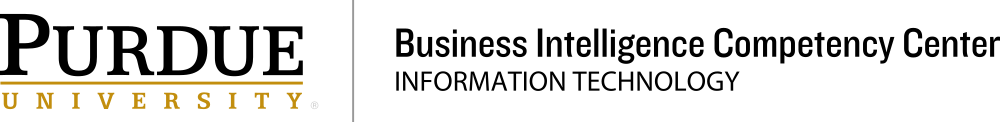 PURDUE
UNIVERSITY®
Business Intelligence Competency Center
INFORMATION TECHNOLOGY